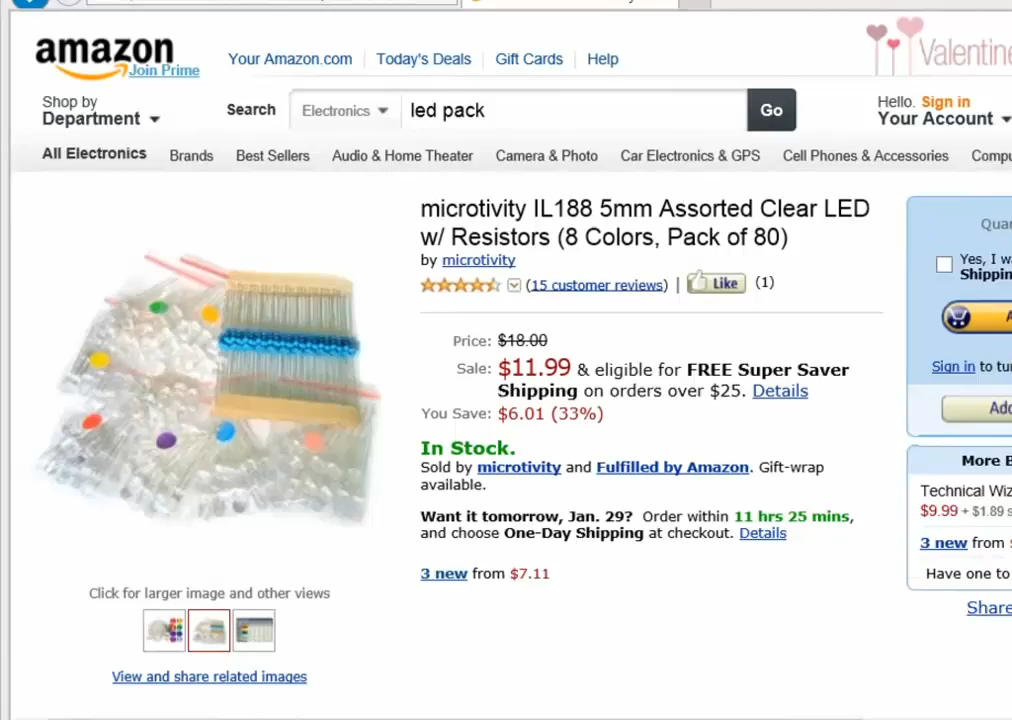 amazon
Join Prime
Your Amazon.com
Today's Deals
Gift Cards
Help
Valentine
Shop by
Department
Search
Electronics
led pack
Go
Hello. Sign in
Your Account
All Electronics
Brands
Best Sellers
Audio & Home Theater
Camera & Photo
Car Electronics & GPS
Cell Phones & Accessories
Compu
microtivity IL188 5mm Assorted Clear LED
w/ Resistors (8 Colors, Pack of 80)
by microtivity
(15 customer reviews) | Like (1)
Price: $18.00
Sale: $11.99 & eligible for FREE Super Saver
Shipping on orders over $25. Details
You Save: $6.01 (33%)
In Stock.
Sold by microtivity and Fulfilled by Amazon. Gift-wrap
available.
Want it tomorrow, Jan. 29? Order within 11 hrs 25 mins,
and choose One-Day Shipping at checkout. Details
3 new from $7.11
Click for larger image and other views
View and share related images
Quan
Yes, I w
Shippin
A
Sign in to tur
Add
More B
Technical Wiz
$9.99 + $1.89 s
3 new from
Have one to
Share